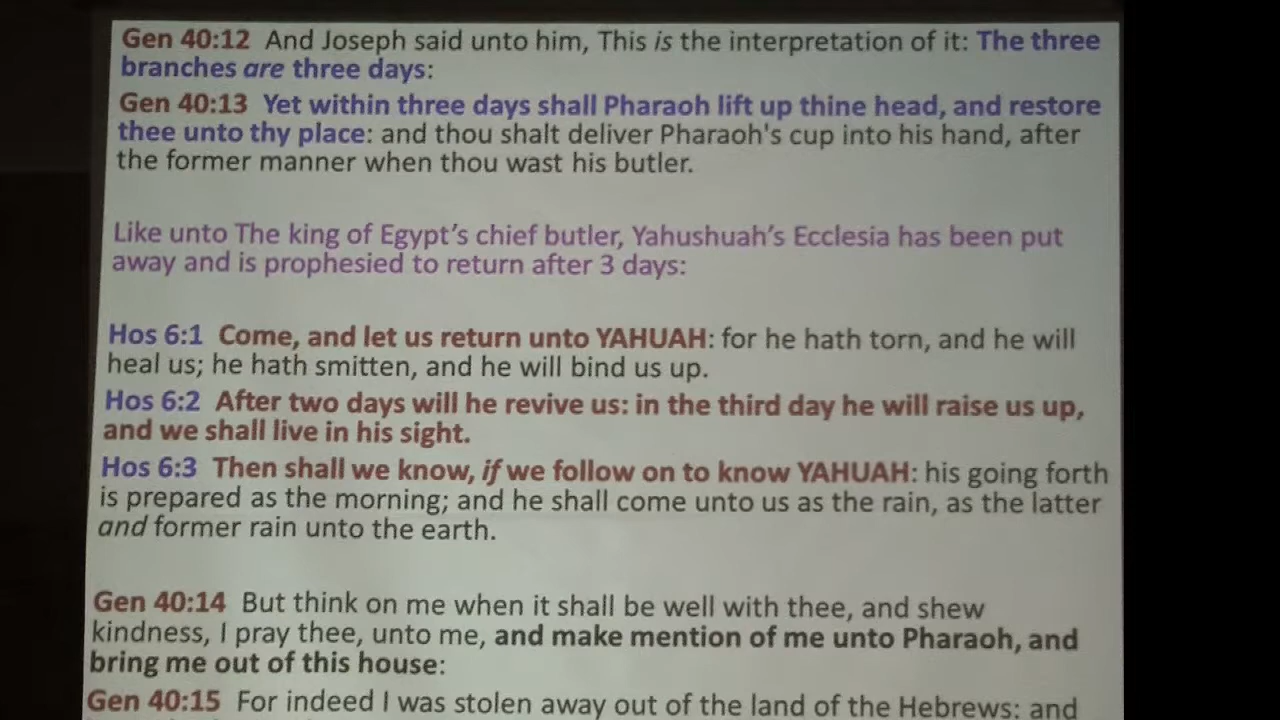 Gen 40:12 And Joseph said unto him, This is the interpretation of it: The three
branches are three days:
Gen 40:13 Yet within three days shall Pharaoh lift up thine head, and restore
thee unto thy place: and thou shalt deliver Pharaoh's cup into his hand, after
the former manner when thou wast his butler.
Like unto The king of Egypt's chief butler, Yahushuah's Ecclesia has been put
away and is prophesied to return after 3 days:
Hos 6:1 Come, and let us return unto YAHUAH: for he hath torn, and he will
heal us; he hath smitten, and he will bind us up.
Hos 6:2 After two days will he revive us: in the third day he will raise us up,
and we shall live in his sight.
Hos 6:3 Then shall we know, if we follow on to know YAHUAH: his going forth
is prepared as the morning; and he shall come unto us as the rain, as the latter
and former rain unto the earth.
Gen 40:14 But think on me when it shall be well with thee, and shew
kindness, I pray thee, unto me, and make mention of me unto Pharaoh, and
bring me out of this house:
Gen 40:15 For indeed I was stolen away out of the land of the Hebrews: and